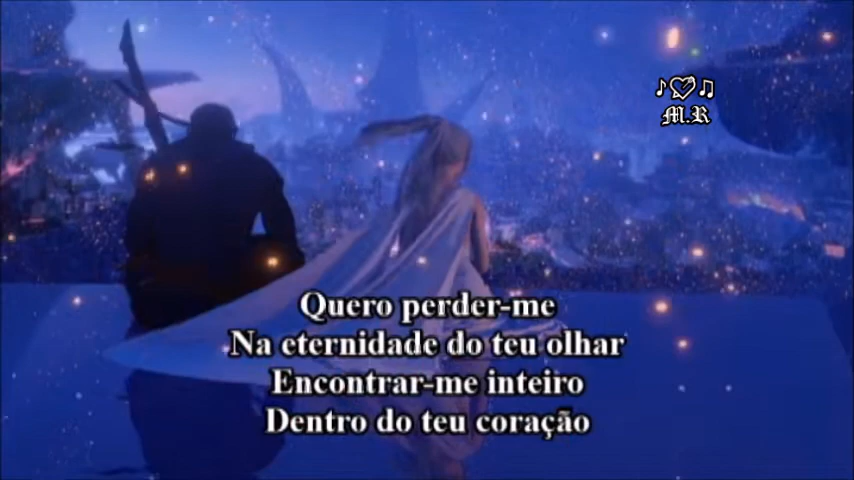 ♪♡♫
M.R
Quero perder-me
Na eternidade do teu olhar
Encontrar-me inteiro
Dentro do teu coração